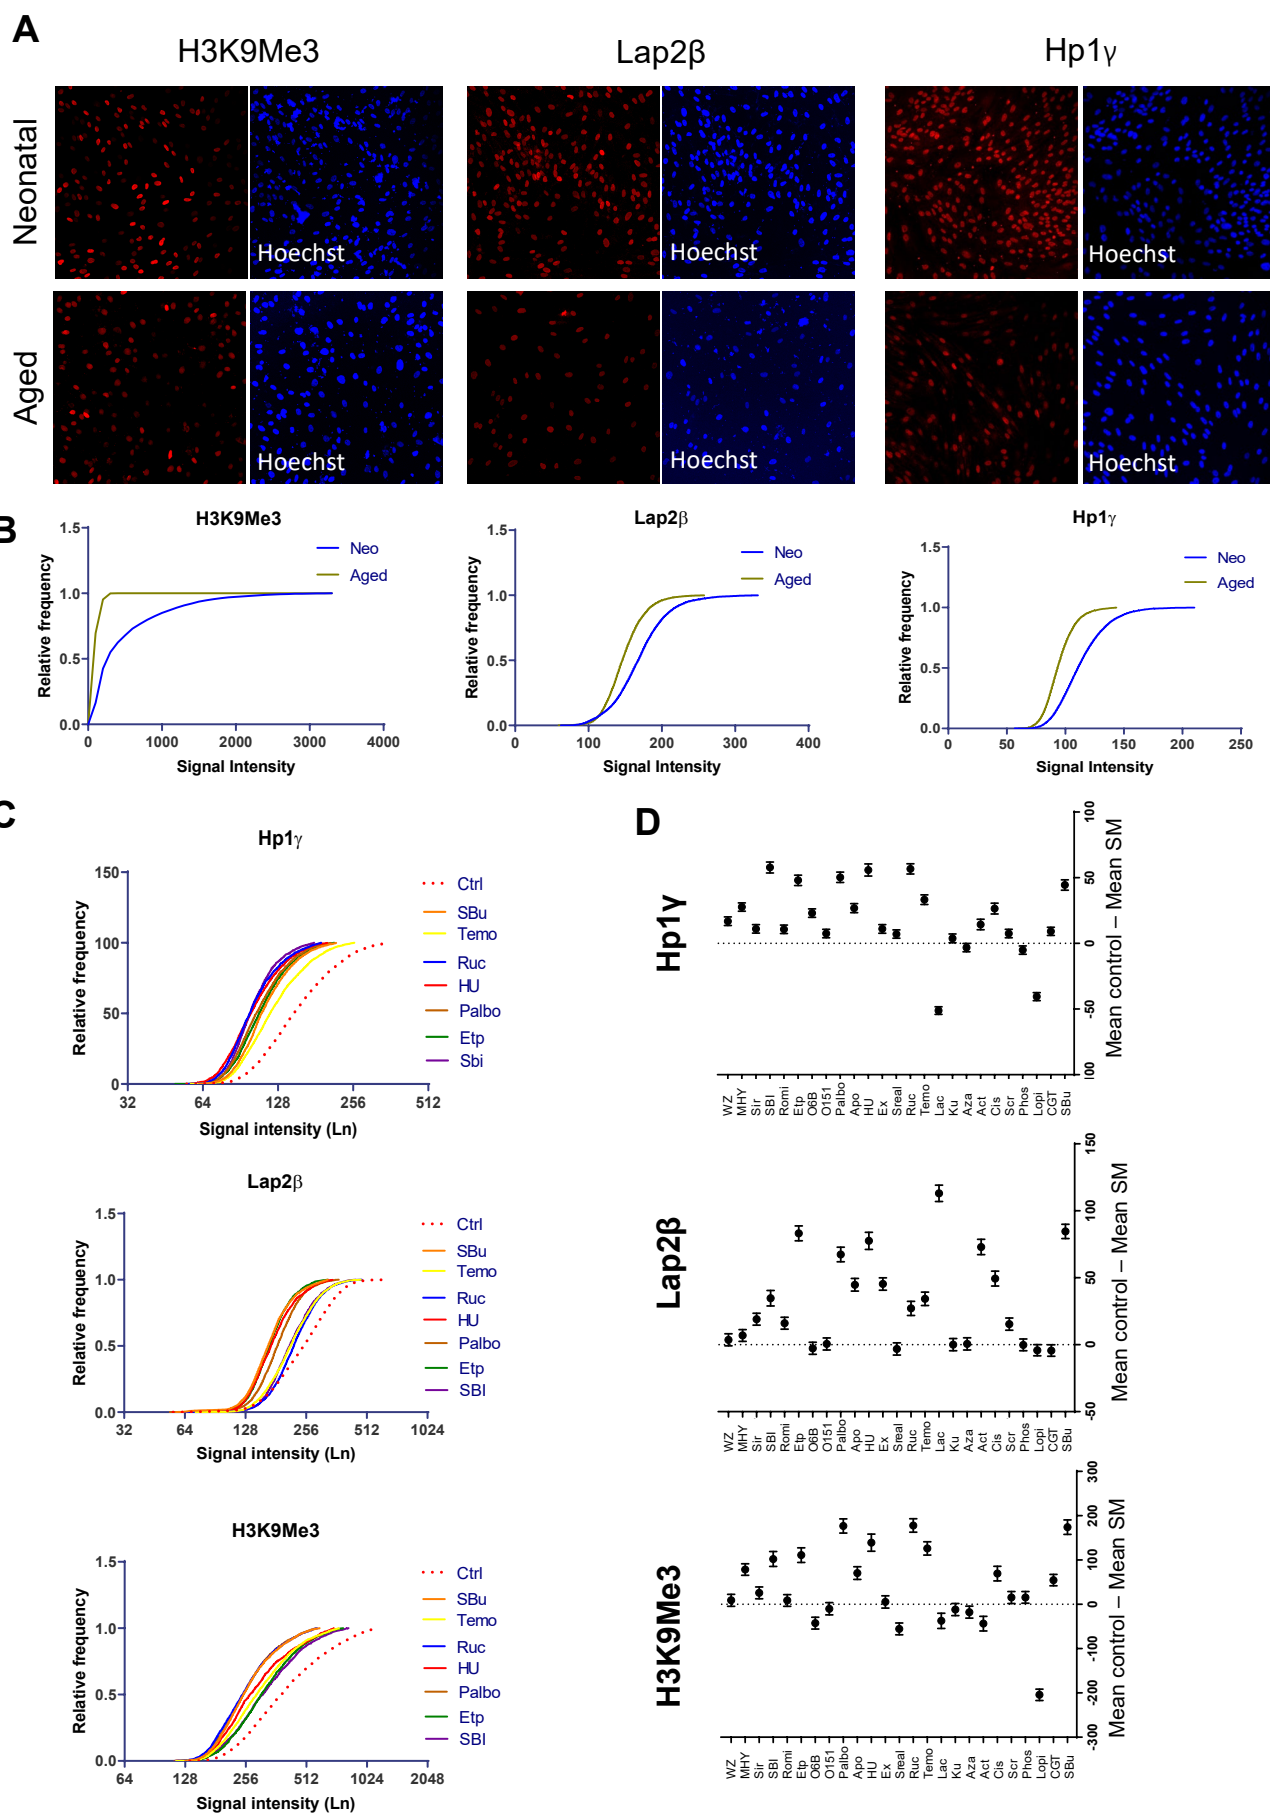 A
H3K9Me3
Lap2β
Hp1γ
Neonatal
Hoechst
Hoechst
Hoechst
Aged
Hoechst
Hoechst
Hoechst
B
H3K9Me3
Relative frequency
1.5
1.0
0.5
0.0
0 1000 2000 3000 4000
Signal Intensity
Neo
Aged
Lap2β
Relative frequency
1.5
1.0
0.5
0.0
0 100 200 300 400
Signal Intensity
Neo
Aged
Hp1γ
Relative frequency
1.5
1.0
0.5
0.0
0 50 100 150 200 250
Signal Intensity
Neo
Aged
C
Hp1γ
Relative frequency
150
100
50
0
32 64 128 256 512
Signal intensity (Ln)
Ctrl
SBu
Temo
Ruc
HU
Palbo
Etp
Sbi
Lap2β
Relative frequency
1.5
1.0
0.5
0.0
32 64 128 256 512 1024
Signal intensity (Ln)
Ctrl
SBu
Temo
Ruc
HU
Palbo
Etp
SBI
H3K9Me3
Relative frequency
1.5
1.0
0.5
0.0
64 128 256 512 1024 2048
Signal intensity (Ln)
Ctrl
SBu
Temo
Ruc
HU
Palbo
Etp
SBI
D
Hp1γ
100
50
0
-50
100
Mean control – Mean SM
WZ MHY Sir SBI Romi Etp O6B O151 Palbo Apo HU Ex Sreal Ruc Temo Lac Ku Aza Act Cis Scr Phos Lopi CGT SBu
Lap2β
150
100
50
0
-50
Mean control – Mean SM
WZ MHY Sir SBI Romi Etp O6B O151 Palbo Apo HU Ex Sreal Ruc Temo Lac Ku Aza Act Cis Scr Phos Lopi CGT SBu
H3K9Me3
300
200
100
0
-100
-200
-300
Mean control – Mean SM
WZ MHY Sir SBI Romi Etp O6B O151 Palbo Apo HU Ex Sreal Ruc Temo Lac Ku Aza Act Cis Scr Phos Lopi CGT SBu